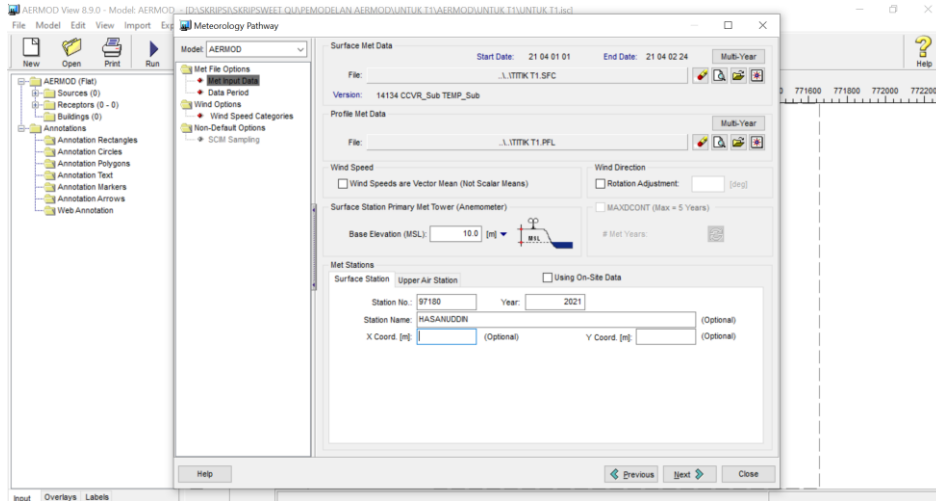 AERMOD View 8.9.0 - Model: AERMOD - [D:\SKRIPSI\SKRIPSWEET QU\PEMODELAN AERMOD\UNTUK T1\AERMOD\UNTUK T1\UNTUK T1.isc]
File Model Edit View Import
Meteorology Pathway
New Open Print Run
Help
AERMOD (Flat)
Sources (0)
Receptors (0 - 0)
Buildings (0)
Annotations
Annotation Rectangles
Annotation Circles
Annotation Polygons
Annotation Text
Annotation Markers
Annotation Arrows
Web Annotation
Model: AERMOD
Met File Options
Met Input Data
Data Period
Wind Options
Wind Speed Categories
Non-Default Options
SCIM Sampling
Surface Met Data
Start Date: 21 04 01 01 End Date: 21 04 02 24 Multi-Year
File: ..\..\TITIK T1.SFC
Version: 14134 CCVR_Sub TEMP_Sub
Profile Met Data
Multi-Year
File: ..\..\TITIK T1.PFL
Wind Speed
Wind Speeds are Vector Mean (Not Scalar Means)
Wind Direction
Rotation Adjustment: [deg]
Surface Station Primary Met Tower (Anemometer)
Base Elevation (MSL): 10.0 [m] MSL
MAXDCONT (Max = 5 Years)
# Met Years:
Met Stations
Surface Station Upper Air Station Using On-Site Data
Station No.: 97180 Year: 2021
Station Name: HASANUDDIN (Optional)
X Coord. [m]: (Optional) Y Coord. [m]: (Optional)
Help Previous Next Close
771600 771800 772000 772200
Input Overlays Labels